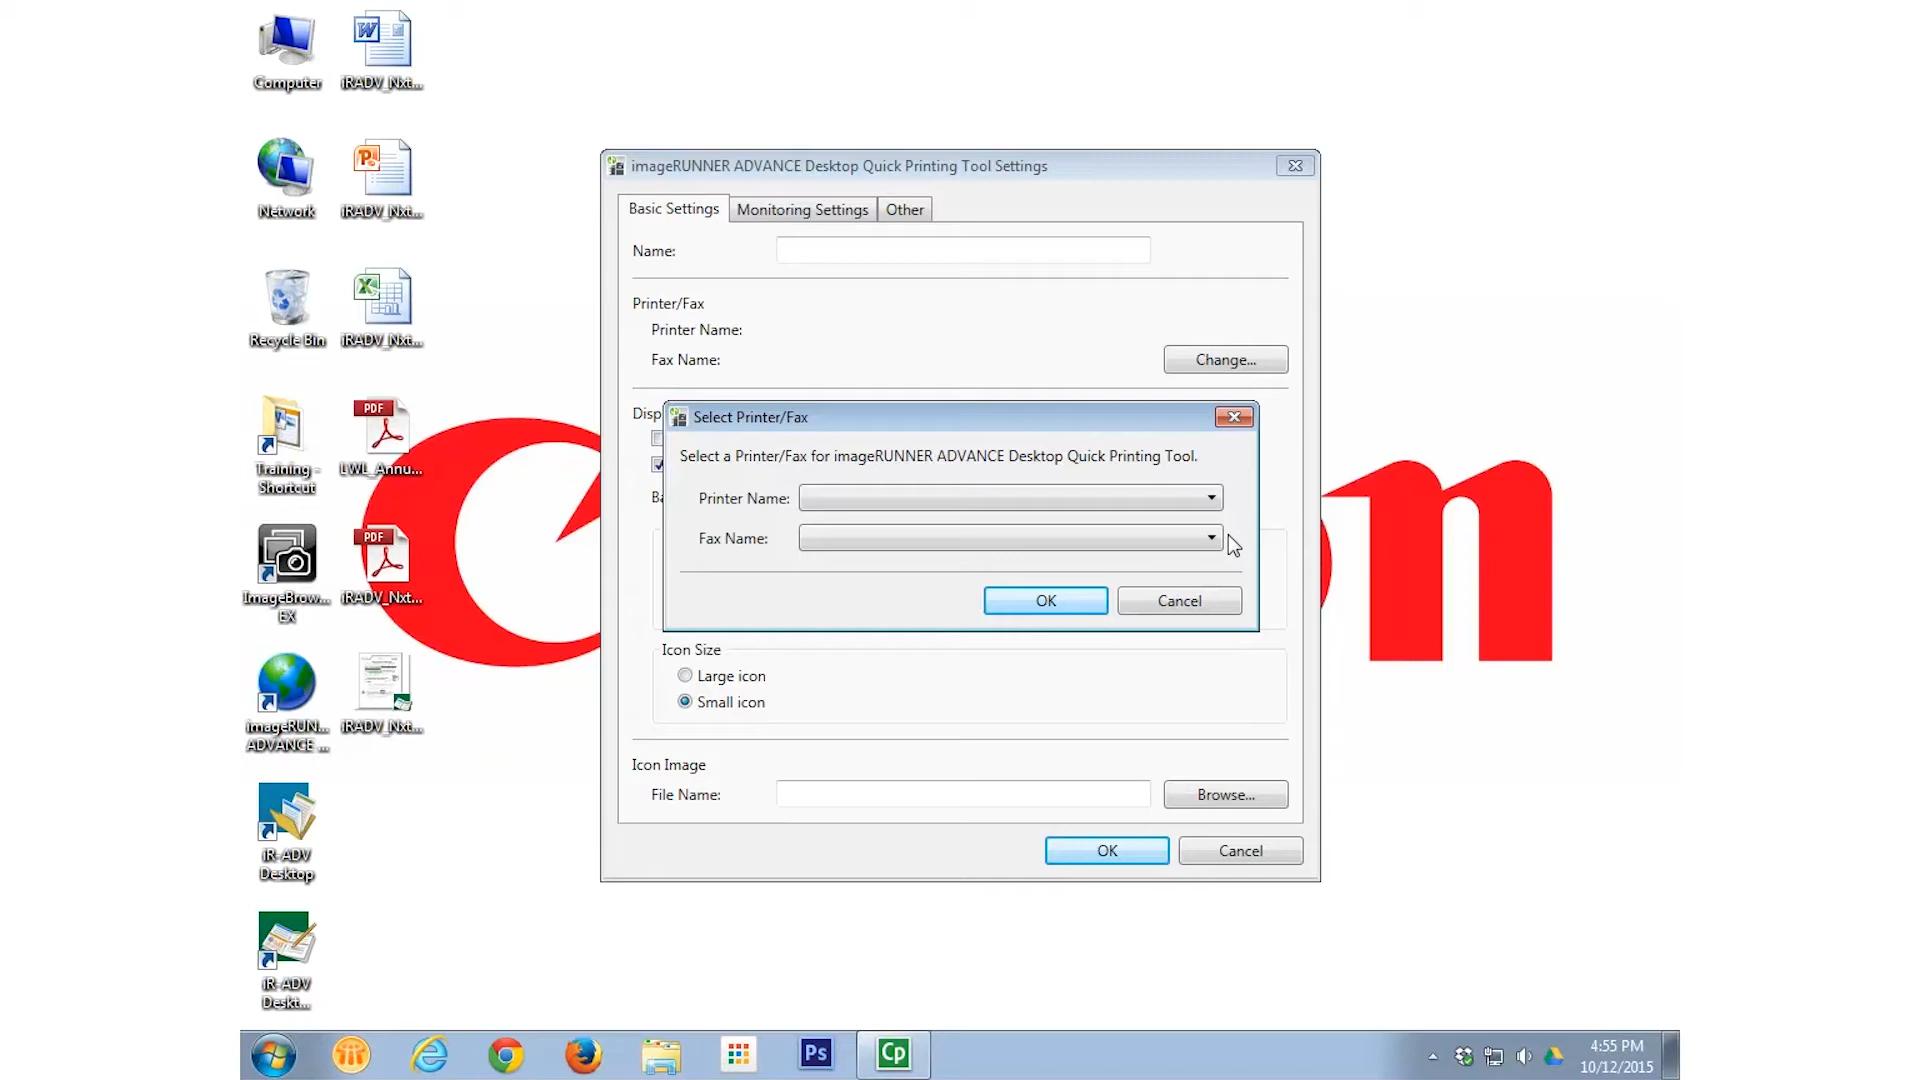 Computer
iRADV_Nxt...
Network
iRADV_Nxt...
Recycle Bin
iRADV_Nxt...
Training -
Shortcut
LWL_Annu...
ImageBrow...
EX
iRADV_Nxt...
imageRUN...
ADVANCE ...
iRADV_Nxt...
iR-ADV
Desktop
iR-ADV
Deskt...
PDF
PDF
imageRUNNER ADVANCE Desktop Quick Printing Tool Settings
Basic Settings
Monitoring Settings
Other
Name:
Printer/Fax
Printer Name:
Fax Name:
Change...
Disp
Ba
Select Printer/Fax
Select a Printer/Fax for imageRUNNER ADVANCE Desktop Quick Printing Tool.
Printer Name:
Fax Name:
OK
Cancel
Icon Size
Large icon
Small icon
Icon Image
File Name:
Browse...
OK
Cancel
Ps
Cp
4:55 PM
10/12/2015